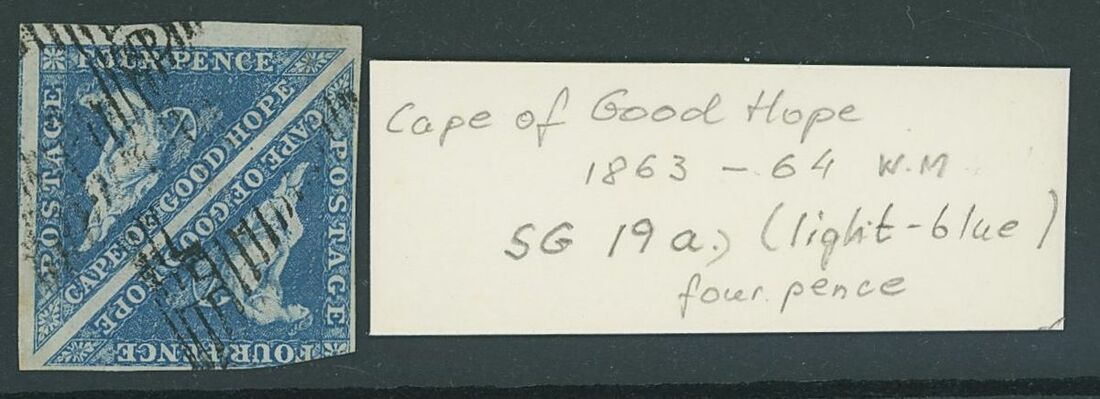 FOUR PENCE
POSTAGE
CAPE OF GOOD HOPE
CAPE OF GOOD HOPE
POSTAGE
FOUR PENCE
Cape of Good Hope
1863 - 64 W.M
SG 19a, (light-blue)
four pence